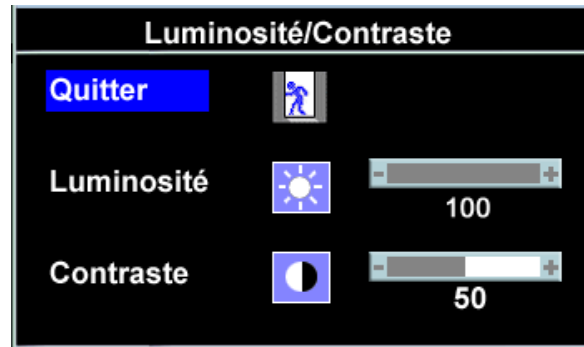 Luminosité/Contraste
Quitter
Luminosité
- +
100
Contraste
- +
50